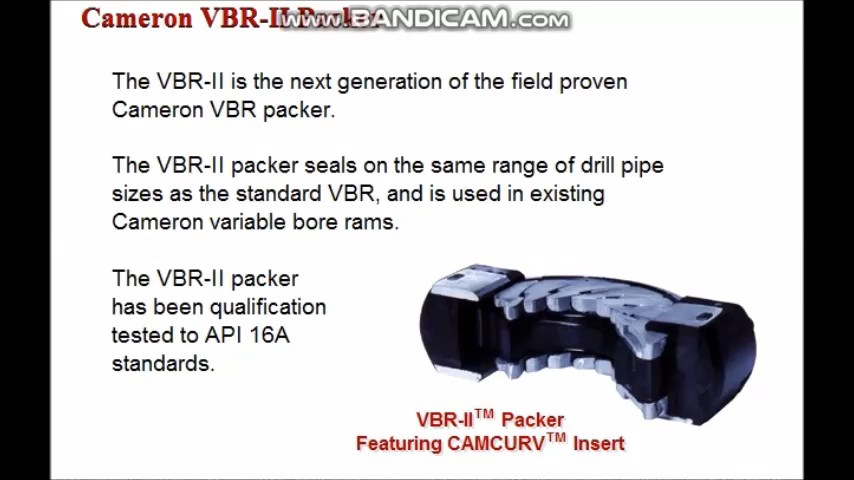 Cameron VBR-II Packer
www.BANDICAM.com
The VBR-II is the next generation of the field proven
Cameron VBR packer.
The VBR-II packer seals on the same range of drill pipe
sizes as the standard VBR, and is used in existing
Cameron variable bore rams.
The VBR-II packer
has been qualification
tested to API 16A
standards.
VBR-II™ Packer
Featuring CAMCURV™ Insert